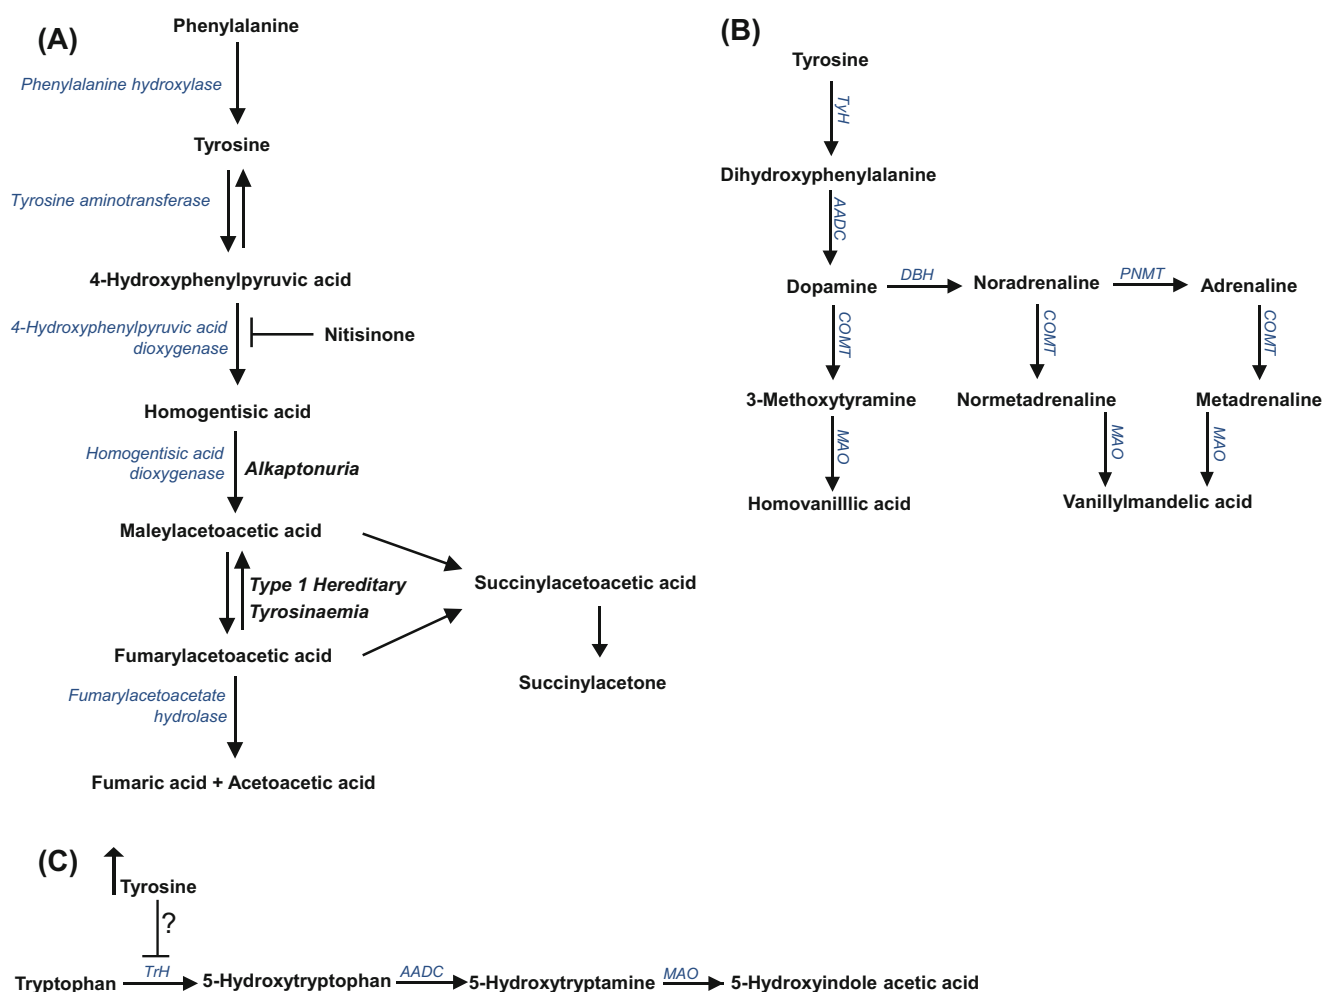 (A)
Phenylalanine
Phenylalanine hydroxylase
Tyrosine
Tyrosine aminotransferase
4-Hydroxyphenylpyruvic acid
4-Hydroxyphenylpyruvic acid
dioxygenase
Nitisinone
Homogentisic acid
Homogentisic acid
dioxygenase
Alkaptonuria
Maleylacetoacetic acid
Type 1 Hereditary
Tyrosinaemia
Succinylacetoacetic acid
Fumarylacetoacetic acid
Succinylacetone
Fumarylacetoacetate
hydrolase
Fumaric acid + Acetoacetic acid
(B)
Tyrosine
TyH
Dihydroxyphenylalanine
AADC
Dopamine DBH Noradrenaline PNMT Adrenaline
COMT COMT COMT
3-Methoxytyramine Normetadrenaline Metadrenaline
MAO MAO MAO
Homovanilllic acid Vanillylmandelic acid
(C)
Tyrosine
?
Tryptophan TrH 5-Hydroxytryptophan AADC 5-Hydroxytryptamine MAO 5-Hydroxyindole acetic acid